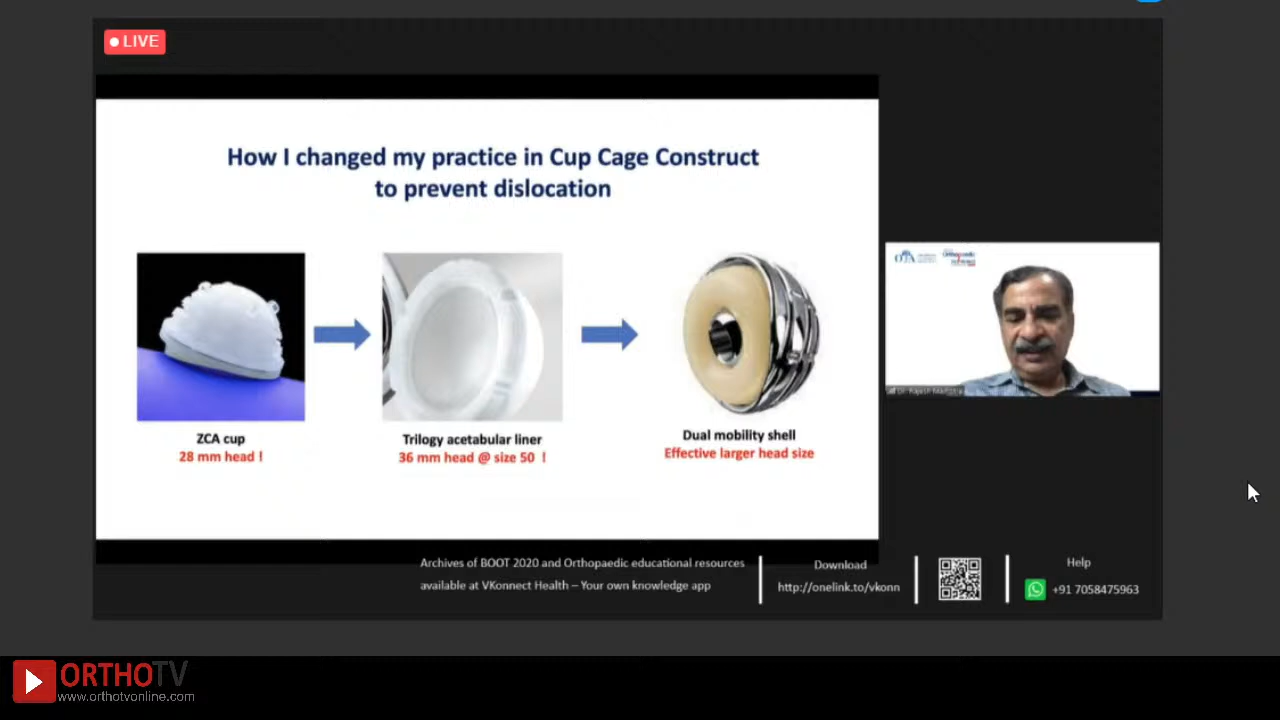 LIVE
How I changed my practice in Cup Cage Construct
to prevent dislocation
ZCA cup
28 mm head !
Trilogy acetabular liner
36 mm head @ size 50 !
Dual mobility shell
Effective larger head size
Archives of BOOT 2020 and Orthopaedic educational resources
available at VKonnect Health – Your own knowledge app
Download
http://onelink.to/vkonn
Help
+91 7058475963
ORTHOTV
www.orthotvonline.com